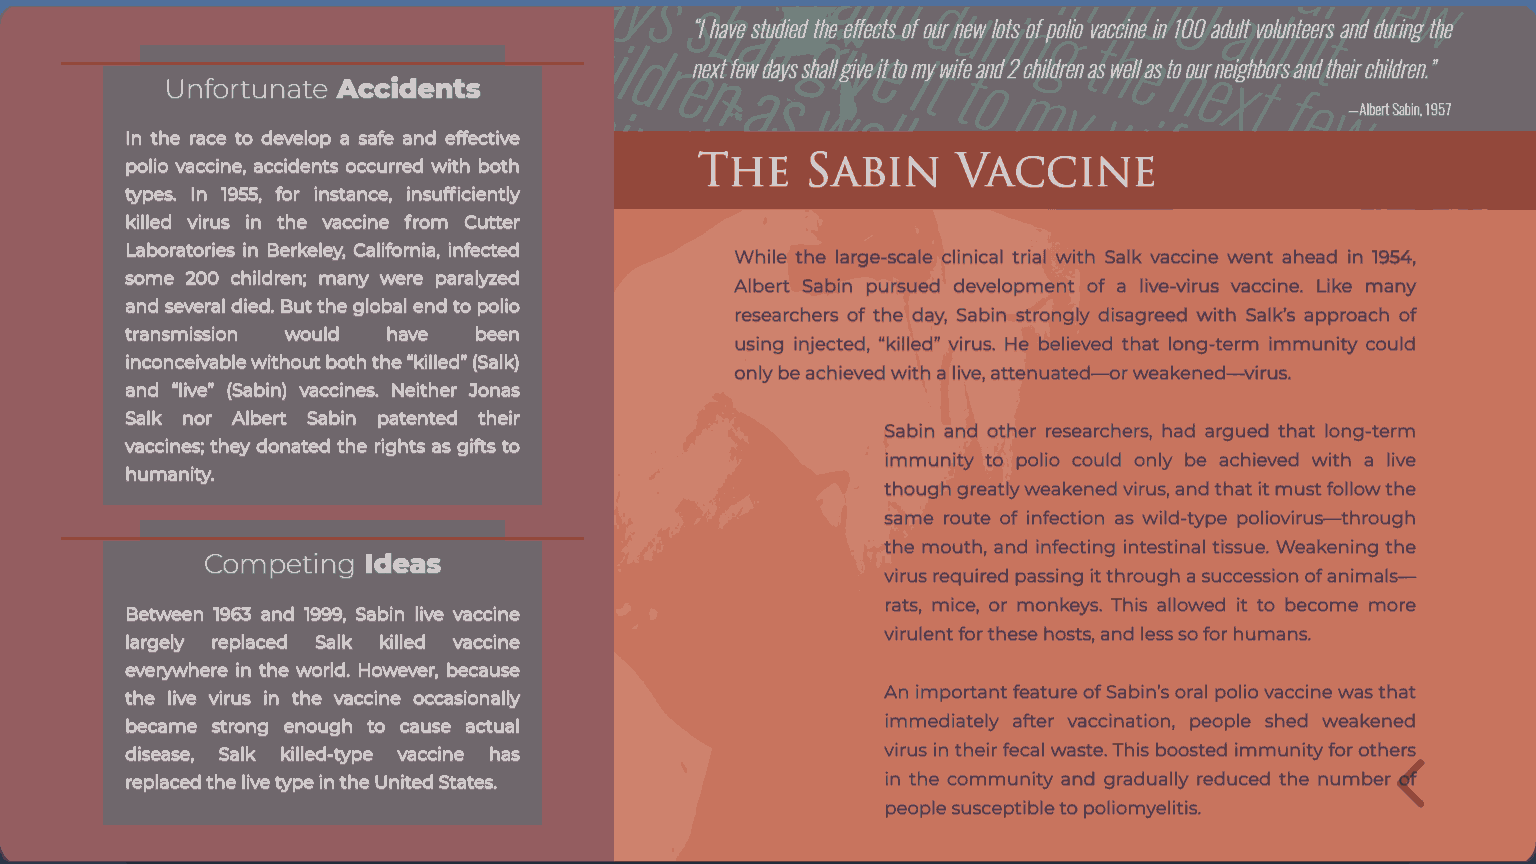 Unfortunate Accidents
In the race to develop a safe and effective
polio vaccine, accidents occurred with both
types. In 1955, for instance, insufficiently
killed virus in the vaccine from Cutter
Laboratories in Berkeley, California, infected
some 200 children; many were paralyzed
and several died. But the global end to polio
transmission would have been
inconceivable without both the “killed” (Salk)
and “live” (Sabin) vaccines. Neither Jonas
Salk nor Albert Sabin patented their
vaccines; they donated the rights as gifts to
humanity.
Competing Ideas
Between 1963 and 1999, Sabin live vaccine
largely replaced Salk killed vaccine
everywhere in the world. However, because
the live virus in the vaccine occasionally
became strong enough to cause actual
disease, Salk killed-type vaccine has
replaced the live type in the United States.
“I have studied the effects of our new lots of polio vaccine in 100 adult volunteers and during the
next few days shall give it to my wife and 2 children as well as to our neighbors and their children.”
—Albert Sabin, 1957
The Sabin Vaccine
While the large-scale clinical trial with Salk vaccine went ahead in 1954,
Albert Sabin pursued development of a live-virus vaccine. Like many
researchers of the day, Sabin strongly disagreed with Salk’s approach of
using injected, “killed” virus. He believed that long-term immunity could
only be achieved with a live, attenuated—or weakened—virus.
Sabin and other researchers, had argued that long-term
immunity to polio could only be achieved with a live
though greatly weakened virus, and that it must follow the
same route of infection as wild-type poliovirus—through
the mouth, and infecting intestinal tissue. Weakening the
virus required passing it through a succession of animals—
rats, mice, or monkeys. This allowed it to become more
virulent for these hosts, and less so for humans.
An important feature of Sabin’s oral polio vaccine was that
immediately after vaccination, people shed weakened
virus in their fecal waste. This boosted immunity for others
in the community and gradually reduced the number of
people susceptible to poliomyelitis.